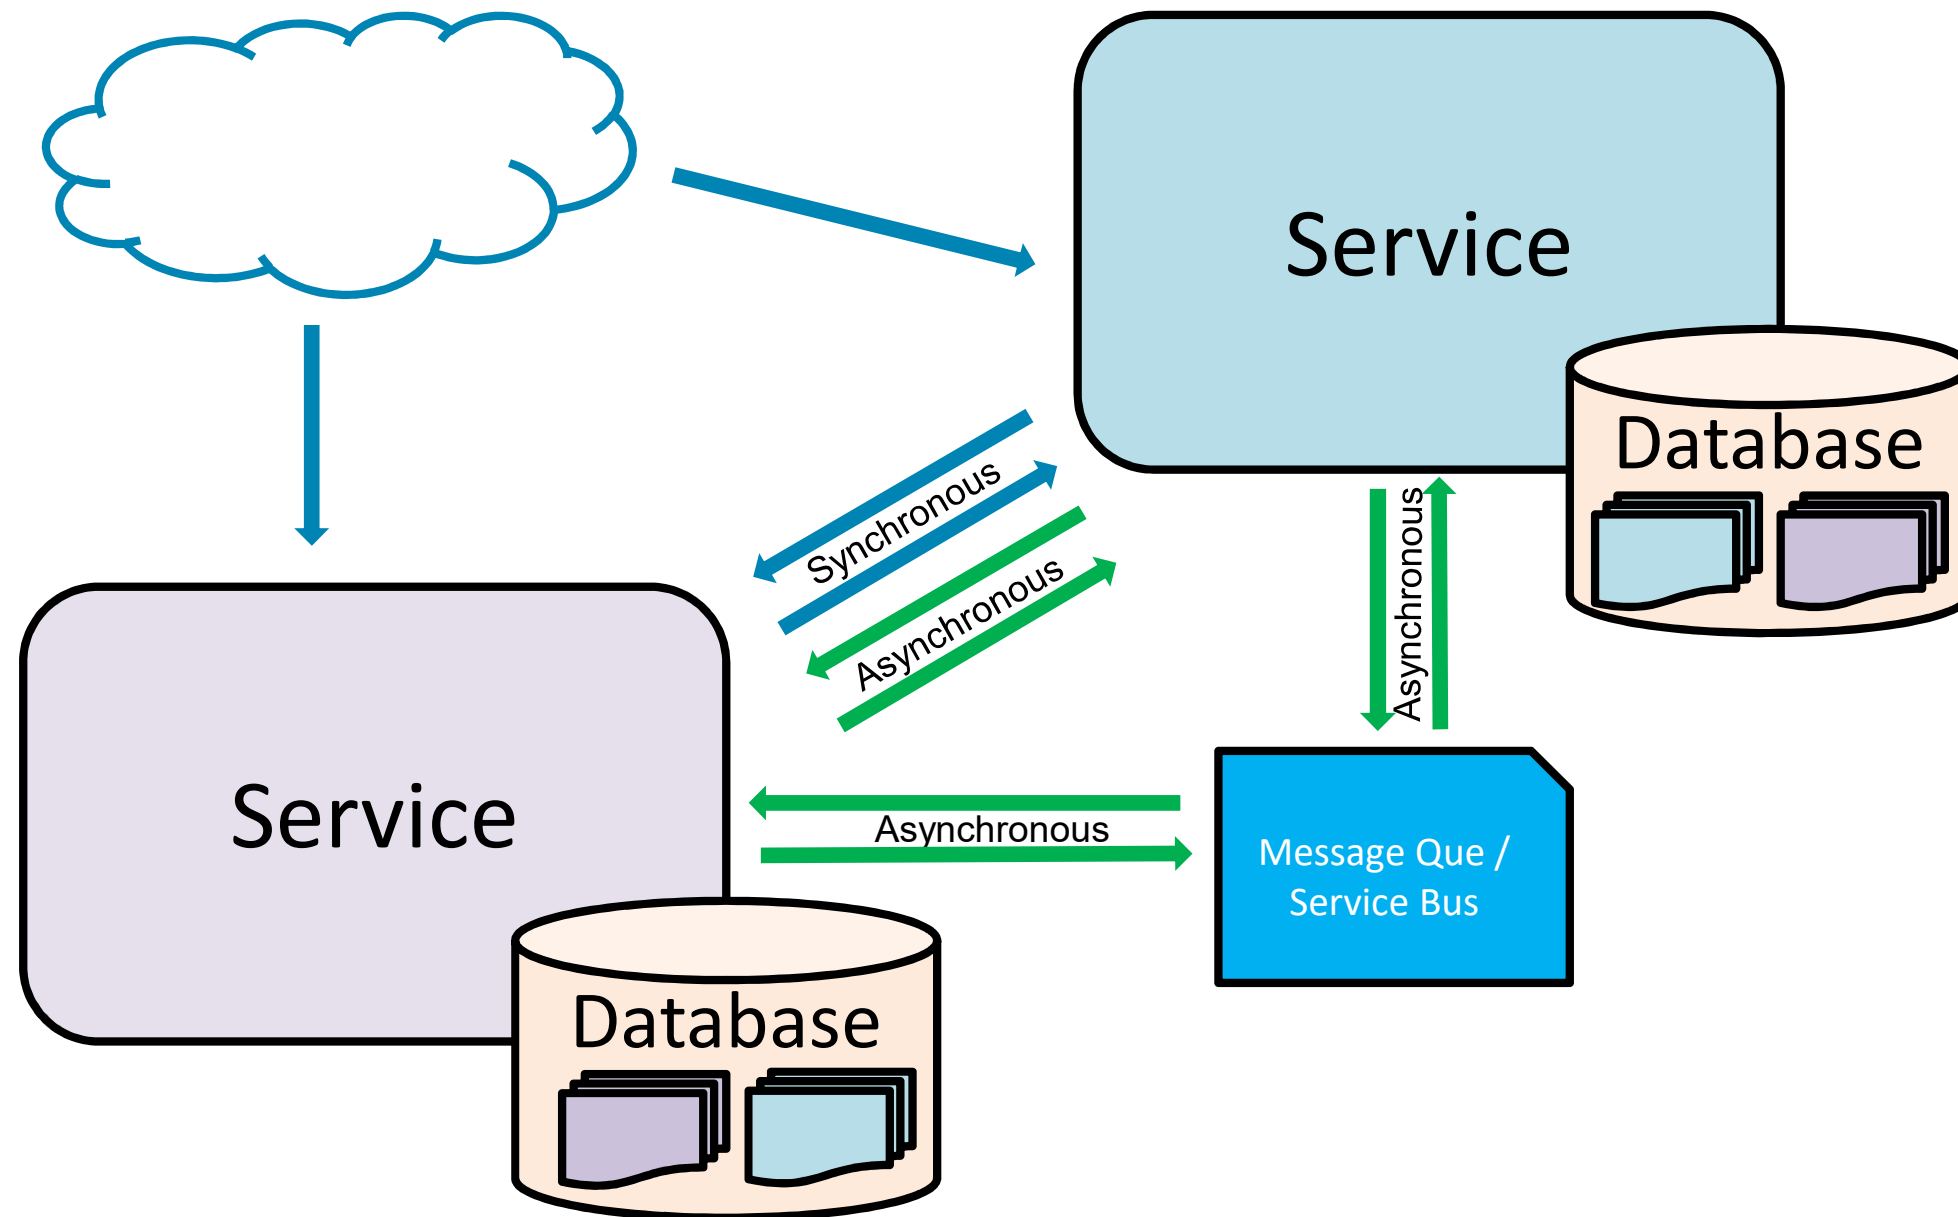 Service
Database
Synchronous
Asynchronous
Asynchronous
Service
Asynchronous
Message Que /
Service Bus
Database